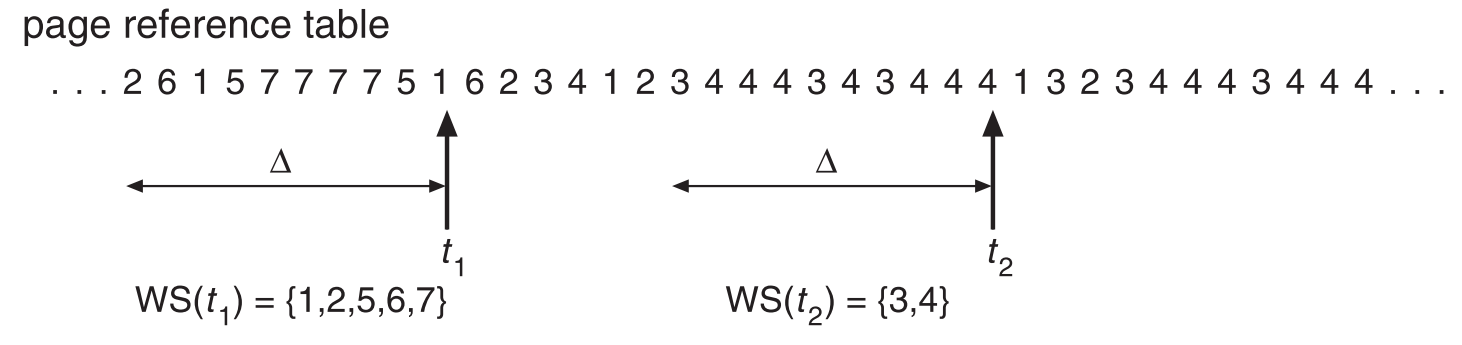 page reference table
. . . 2 6 1 5 7 7 7 7 5 1 6 2 3 4 1 2 3 4 4 4 3 4 3 4 4 4 1 3 2 3 4 4 4 3 4 4 4 . . .
Δ Δ
t1 t2
WS(t1) = {1,2,5,6,7} WS(t2) = {3,4}